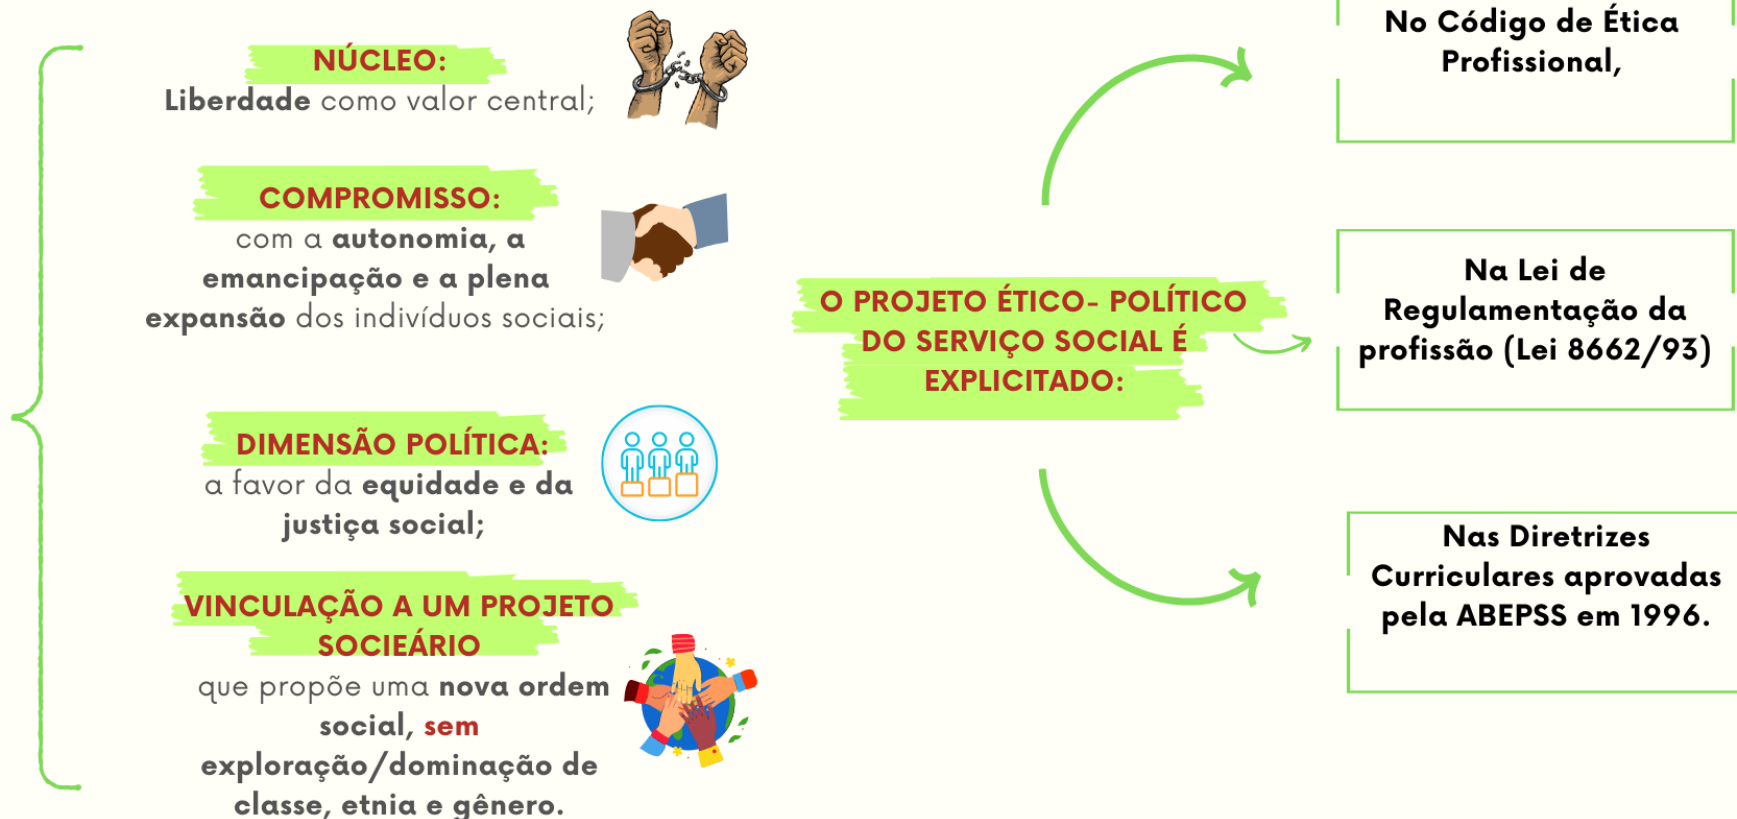 NÚCLEO:
Liberdade como valor central;
COMPROMISSO:
com a autonomia, a
emancipação e a plena
expansão dos indivíduos sociais;
DIMENSÃO POLÍTICA:
a favor da equidade e da
justiça social;
VINCULAÇÃO A UM PROJETO
SOCIEÁRIO
que propõe uma nova ordem
social, sem
exploração/dominação de
classe, etnia e gênero.
O PROJETO ÉTICO- POLÍTICO
DO SERVIÇO SOCIAL É
EXPLICITADO:
No Código de Ética
Profissional,
Na Lei de
Regulamentação da
profissão (Lei 8662/93)
Nas Diretrizes
Curriculares aprovadas
pela ABEPSS em 1996.